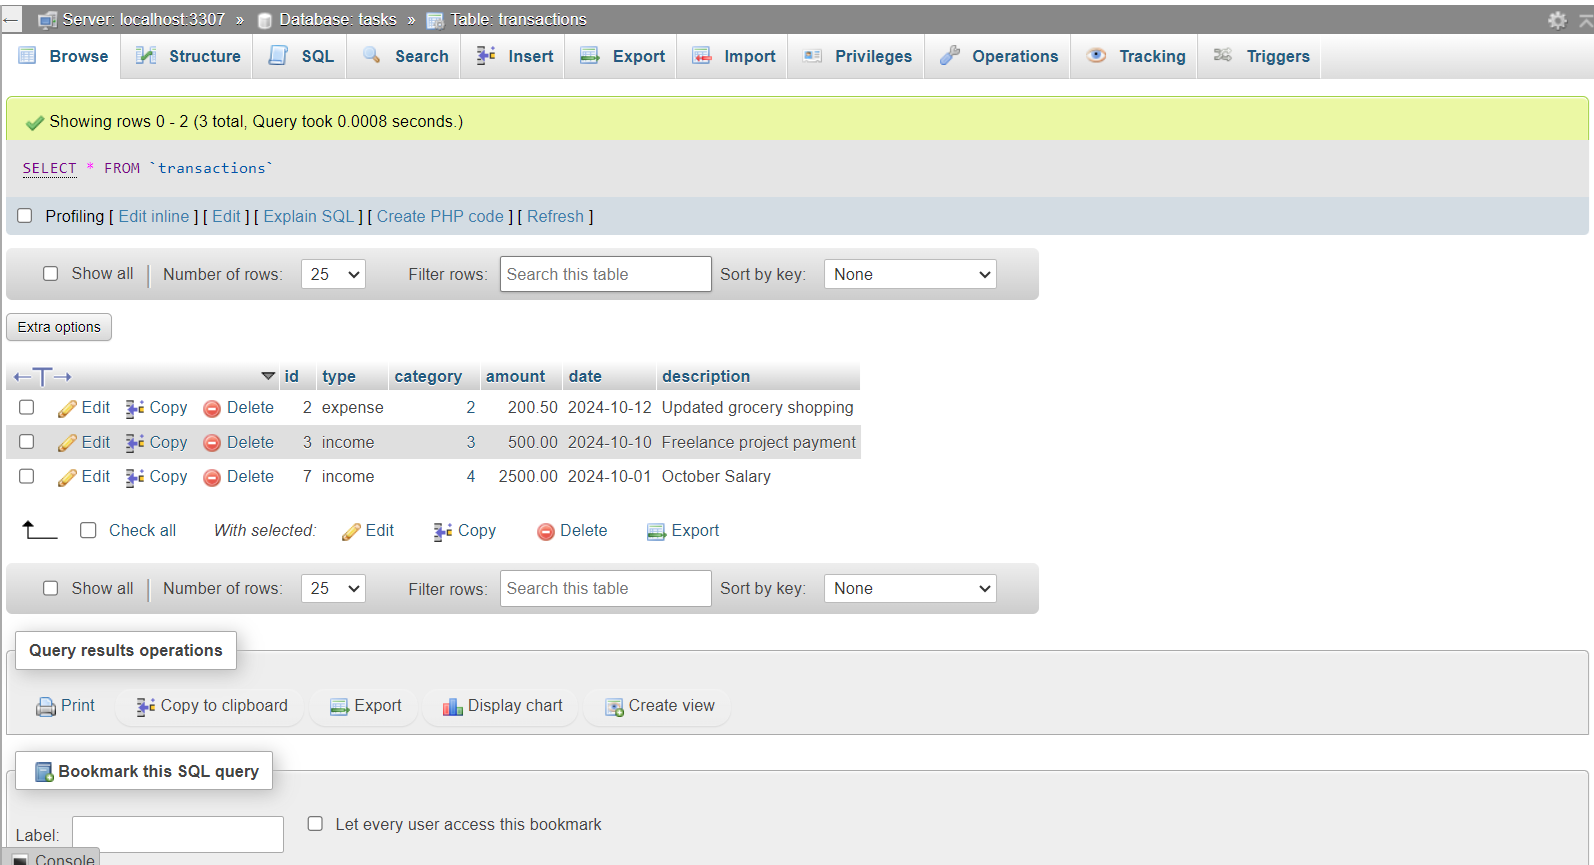 Server: localhost:3307 » Database: tasks » Table: transactions
Browse Structure SQL Search Insert Export Import Privileges Operations Tracking Triggers
Showing rows 0 - 2 (3 total, Query took 0.0008 seconds.)
SELECT * FROM `transactions`
Profiling [ Edit inline ] [ Edit ] [ Explain SQL ] [ Create PHP code ] [ Refresh ]
Show all | Number of rows: 25 Filter rows: Search this table Sort by key: None
Extra options
←T→ id type category amount date description
Edit Copy Delete 2 expense 2 200.50 2024-10-12 Updated grocery shopping
Edit Copy Delete 3 income 3 500.00 2024-10-10 Freelance project payment
Edit Copy Delete 7 income 4 2500.00 2024-10-01 October Salary
Check all With selected: Edit Copy Delete Export
Show all | Number of rows: 25 Filter rows: Search this table Sort by key: None
Query results operations
Print Copy to clipboard Export Display chart Create view
Bookmark this SQL query
Label: Let every user access this bookmark
Console